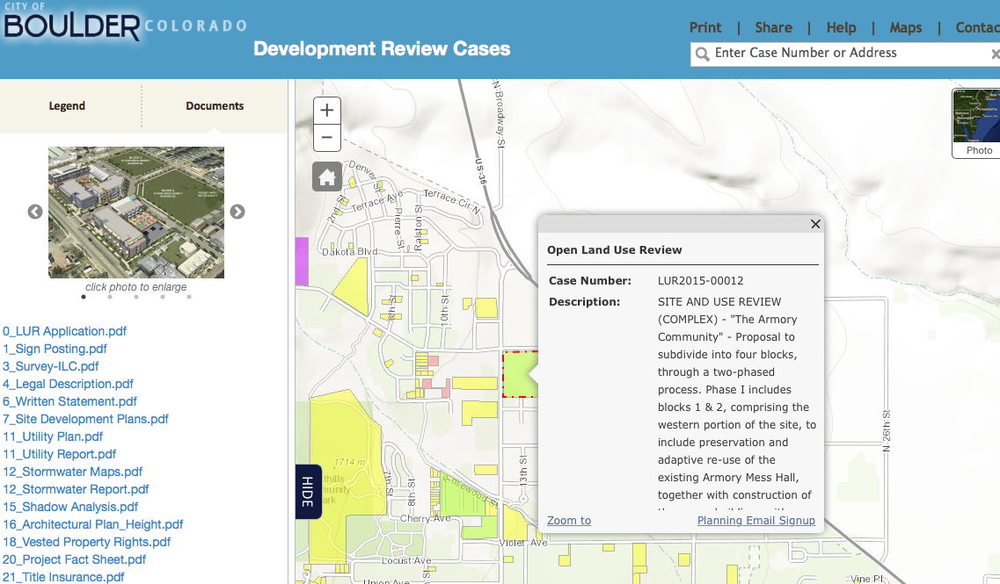 CITY OF
BOULDER COLORADO
Development Review Cases
Print | Share | Help | Maps | Contac
Enter Case Number or Address
Legend
Documents
click photo to enlarge
0_LUR Application.pdf
1_Sign Posting.pdf
3_Survey-ILC.pdf
4_Legal Description.pdf
6_Written Statement.pdf
7_Site Development Plans.pdf
11_Utility Plan.pdf
11_Utility Report.pdf
12_Stormwater Maps.pdf
12_Stormwater Report.pdf
15_Shadow Analysis.pdf
16_Architectural Plan_Height.pdf
18_Vested Property Rights.pdf
20_Project Fact Sheet.pdf
21_Title Insurance.pdf
HIDE
+
−
N Broadway St
US-36
Denver St
2nd St
Terrace Ave
Terrace Cir N
Pierre St
Ralston St
Dakota Blvd
6th St
10th St
1714 m
7th St
8th St
Rosewood St
13th St
Cherry Ave
Violet Ave
Locust Ave
Union Ave
N 26th St
Vine Pl
Photo
Open Land Use Review
Case Number: LUR2015-00012
Description: SITE AND USE REVIEW
(COMPLEX) - "The Armory
Community" - Proposal to
subdivide into four blocks,
through a two-phased
process. Phase I includes
blocks 1 & 2, comprising the
western portion of the site, to
include preservation and
adaptive re-use of the
existing Armory Mess Hall,
together with construction of
Zoom to
Planning Email Signup